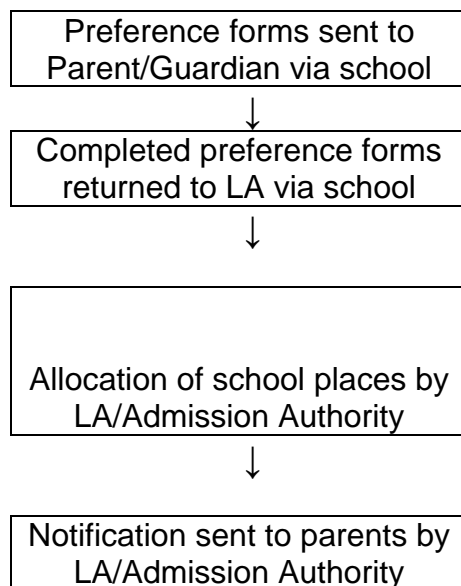 Preference forms sent to
Parent/Guardian via school
↓
Completed preference forms
returned to LA via school
↓
Allocation of school places by
LA/Admission Authority
↓
Notification sent to parents by
LA/Admission Authority